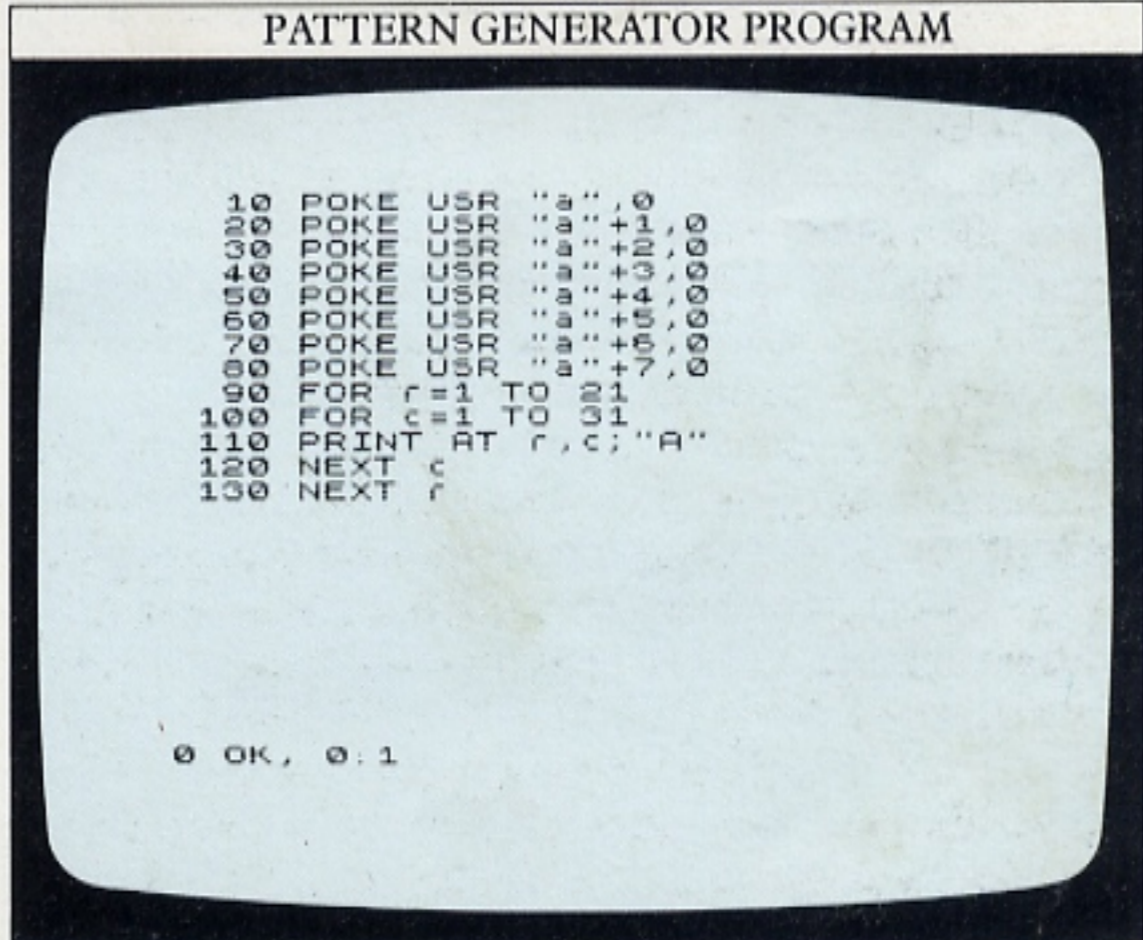 PATTERN GENERATOR PROGRAM
10 POKE USR "a",0
20 POKE USR "a"+1,0
30 POKE USR "a"+2,0
40 POKE USR "a"+3,0
50 POKE USR "a"+4,0
60 POKE USR "a"+5,0
70 POKE USR "a"+6,0
80 POKE USR "a"+7,0
90 FOR r=1 TO 21
100 FOR c=1 TO 31
110 PRINT AT r,c;"A"
120 NEXT c
130 NEXT r
0 OK, 0:1